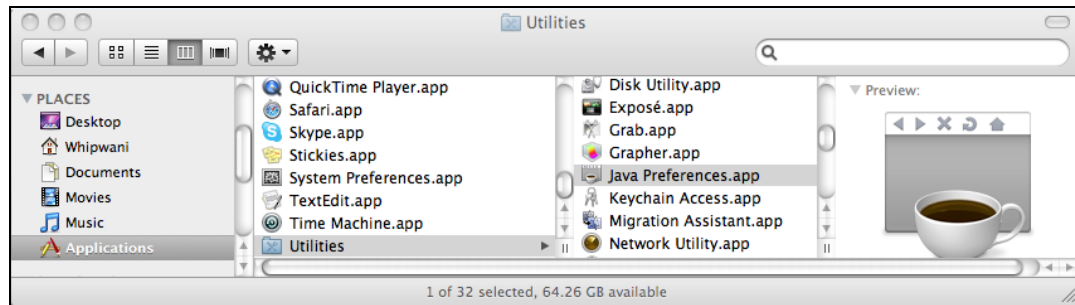 Utilities
PLACES
Desktop
Whipwani
Documents
Movies
Music
Applications
QuickTime Player.app
Safari.app
Skype.app
Stickies.app
System Preferences.app
TextEdit.app
Time Machine.app
Utilities
Disk Utility.app
Exposé.app
Grab.app
Grapher.app
Java Preferences.app
Keychain Access.app
Migration Assistant.app
Network Utility.app
Preview:
1 of 32 selected, 64.26 GB available